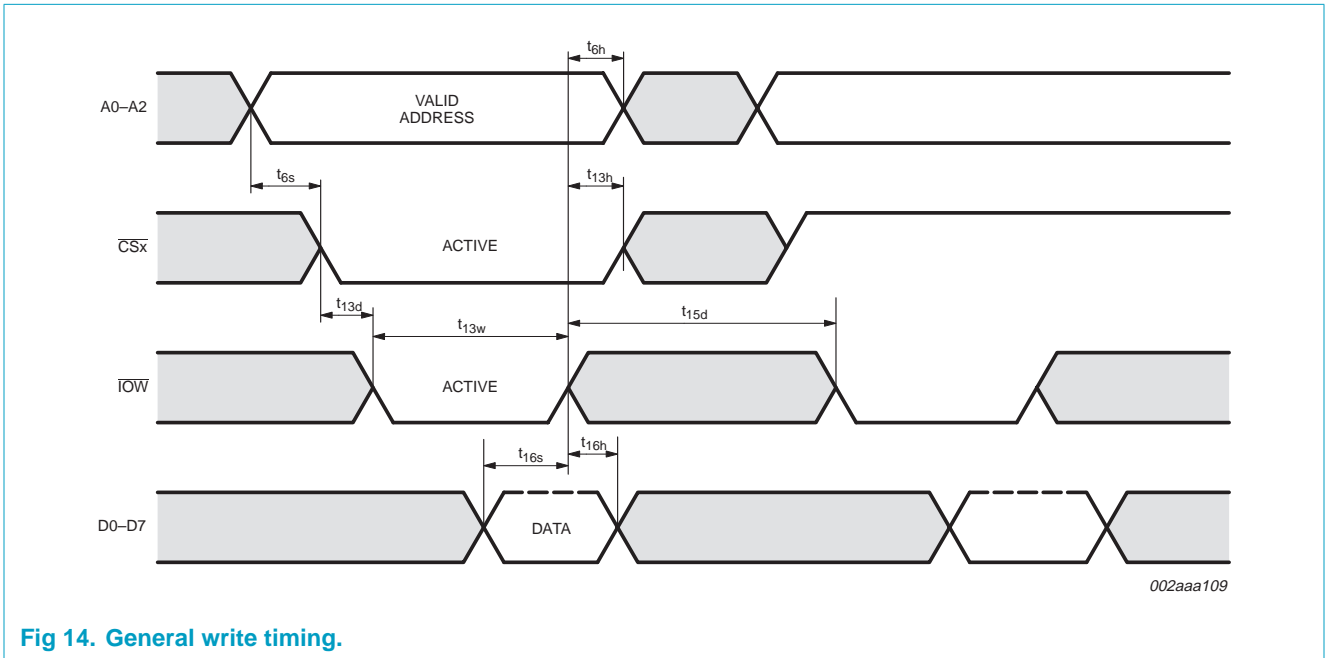 t6h
A0–A2
VALID
ADDRESS
t6s
t13h
CSx
ACTIVE
t13d
t13w
t15d
IOW
ACTIVE
t16s
t16h
D0–D7
DATA
002aaa109
Fig 14. General write timing.